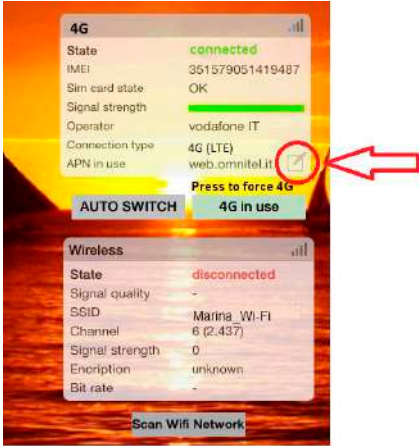 4G
State connected
IMEI 351579051419487
Sim card state OK
Signal strength
Operator vodafone IT
Connection type 4G (LTE)
APN in use web.omnitel.it
Press to force 4G
AUTO SWITCH 4G in use
Wireless
State disconnected
Signal quality -
SSID Marina_Wi-Fi
Channel 6 (2.437)
Signal strength 0
Encription unknown
Bit rate -
Scan Wifi Network